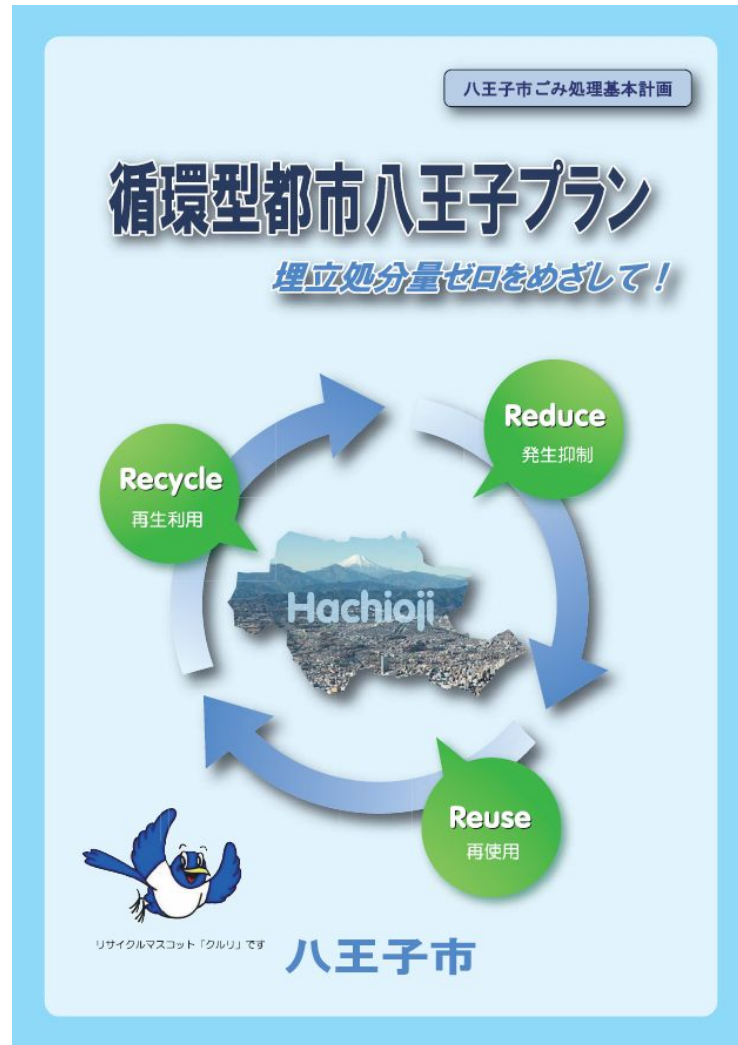 八王子市ごみ処理基本計画
循環型都市八王子プラン
埋立処分量ゼロをめざして！
Reduce
発生抑制
Recycle
再生利用
Hachioji
Reuse
再使用
リサイクルマスコット「クルリ」です
八王子市